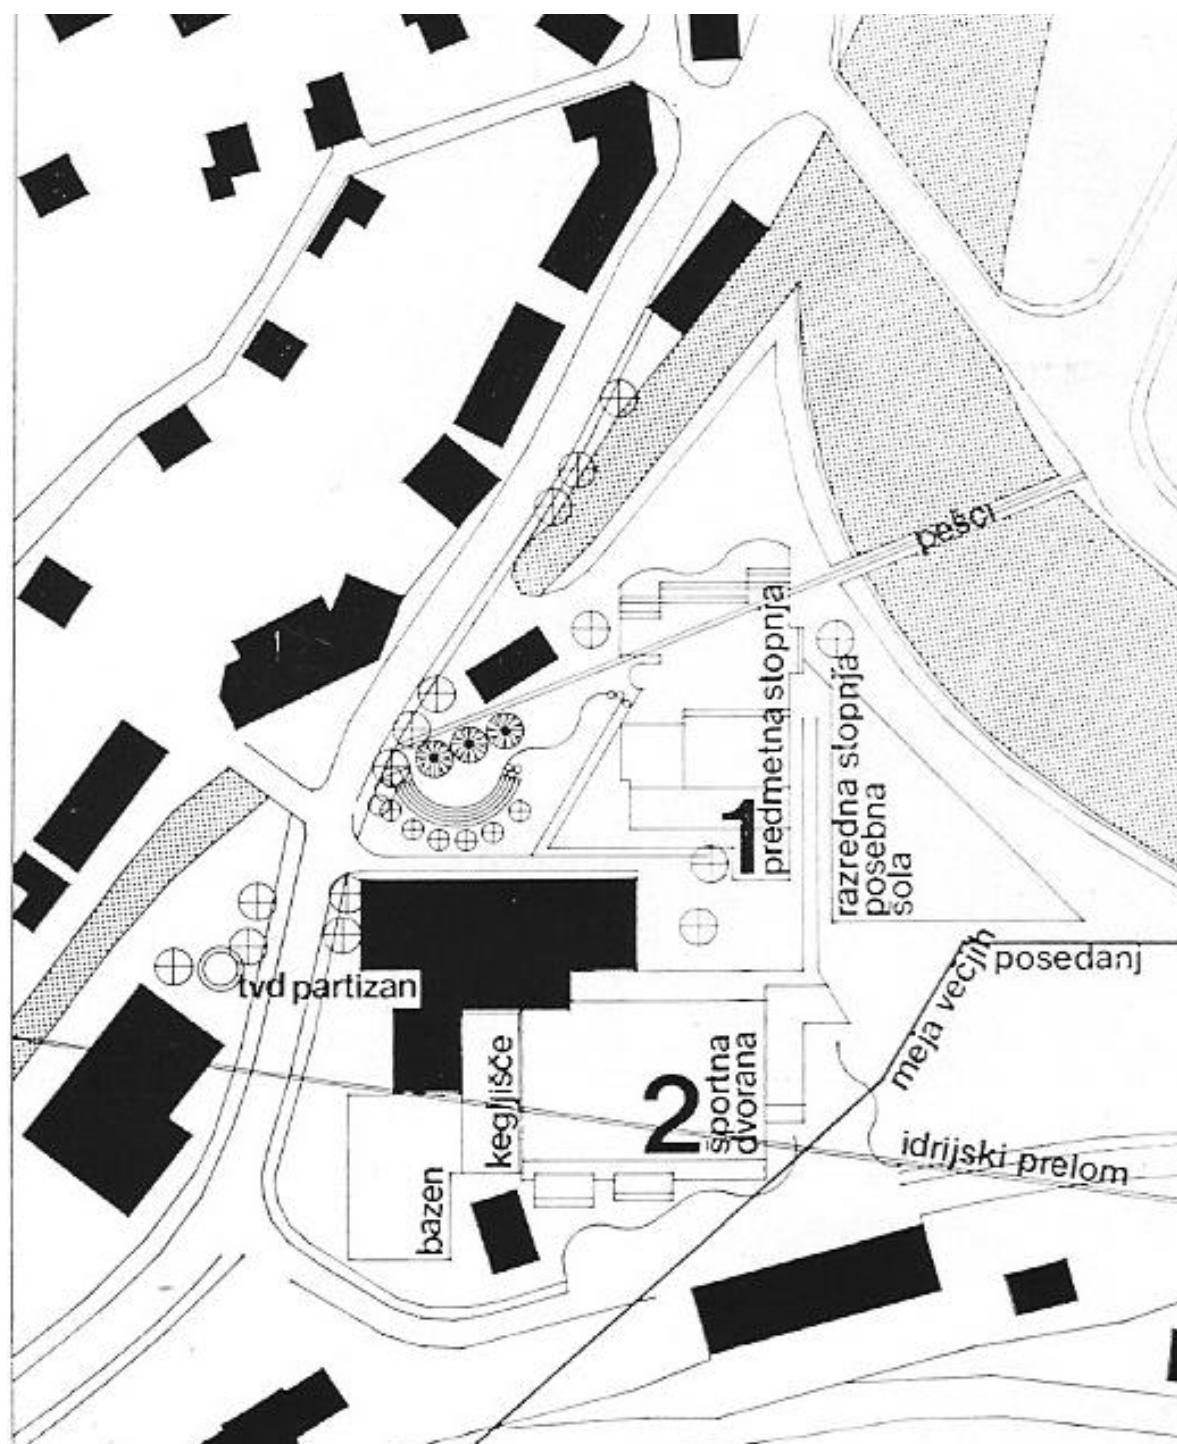 pešci
1
predmetna stopnja
razredna slopnja
posebna
šola
meja večjih
posedanj
tvd partizan
kegljišče
2
športna
dvorana
idrijski prelom
bazen